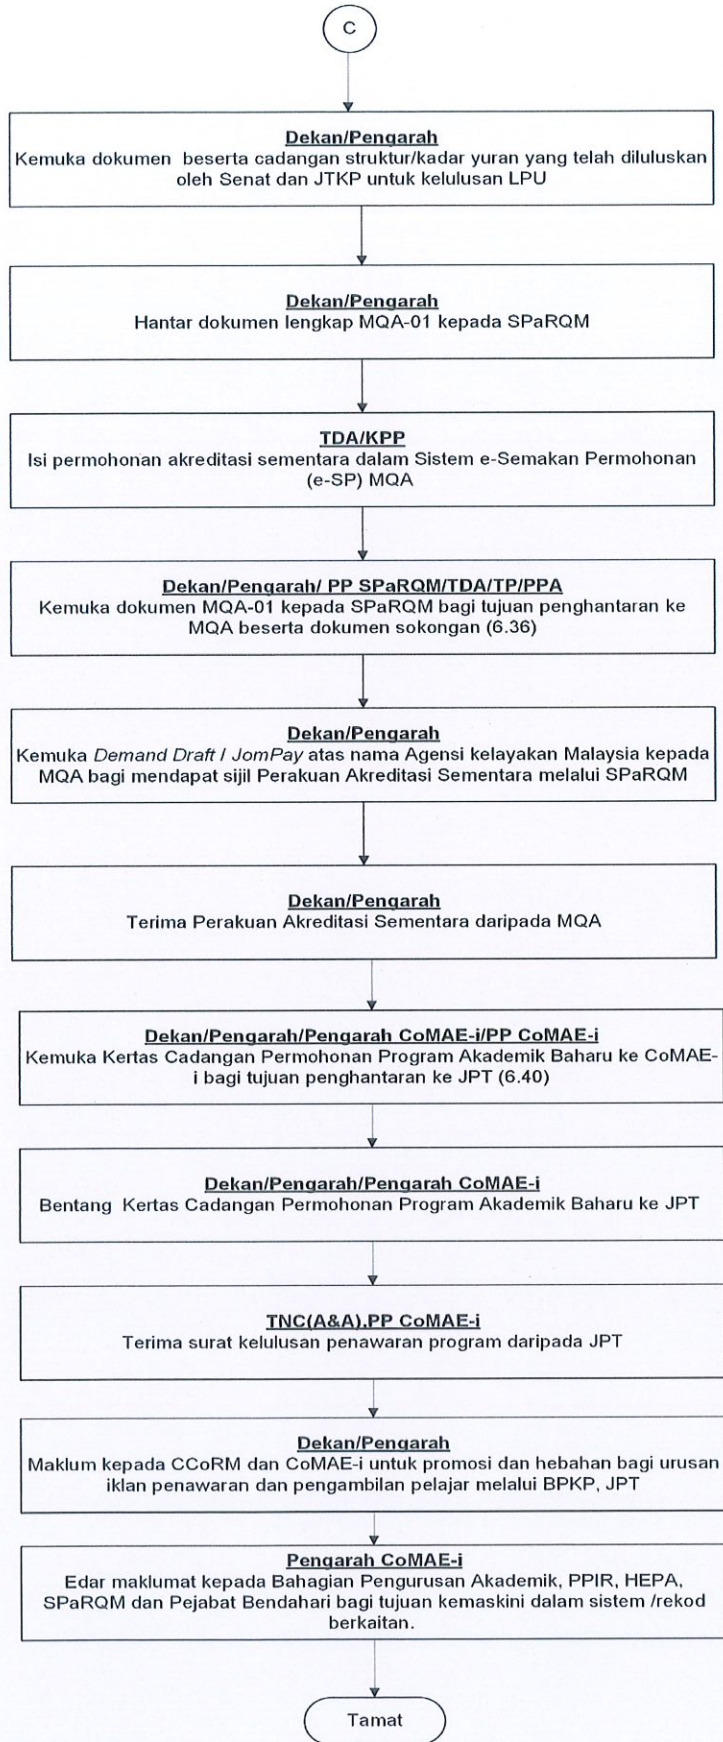 C
Dekan/Pengarah
Kemuka dokumen beserta cadangan struktur/kadar yuran yang telah diluluskan
oleh Senat dan JTKP untuk kelulusan LPU
Dekan/Pengarah
Hantar dokumen lengkap MQA-01 kepada SPaRQM
TDA/KPP
Isi permohonan akreditasi sementara dalam Sistem e-Semakan Permohonan
(e-SP) MQA
Dekan/Pengarah/ PP SPaRQM/TDA/TP/PPA
Kemuka dokumen MQA-01 kepada SPaRQM bagi tujuan penghantaran ke
MQA beserta dokumen sokongan (6.36)
Dekan/Pengarah
Kemuka Demand Draft / JomPay atas nama Agensi kelayakan Malaysia kepada
MQA bagi mendapat sijil Perakuan Akreditasi Sementara melalui SPaRQM
Dekan/Pengarah
Terima Perakuan Akreditasi Sementara daripada MQA
Dekan/Pengarah/Pengarah CoMAE-i/PP CoMAE-i
Kemuka Kertas Cadangan Permohonan Program Akademik Baharu ke CoMAE-
i bagi tujuan penghantaran ke JPT (6.40)
Dekan/Pengarah/Pengarah CoMAE-i
Bentang Kertas Cadangan Permohonan Program Akademik Baharu ke JPT
TNC(A&A).PP CoMAE-i
Terima surat kelulusan penawaran program daripada JPT
Dekan/Pengarah
Maklum kepada CCoRM dan CoMAE-i untuk promosi dan hebahan bagi urusan
iklan penawaran dan pengambilan pelajar melalui BPKP, JPT
Pengarah CoMAE-i
Edar maklumat kepada Bahagian Pengurusan Akademik, PPIR, HEPA,
SPaRQM dan Pejabat Bendahari bagi tujuan kemaskini dalam sistem /rekod
berkaitan.
Tamat